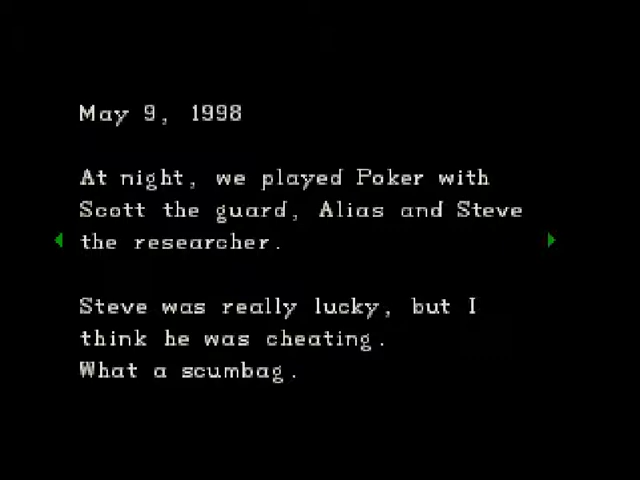 May 9, 1998
At night, we played Poker with
Scott the guard, Alias and Steve
the researcher.
Steve was really lucky, but I
think he was cheating.
What a scumbag.